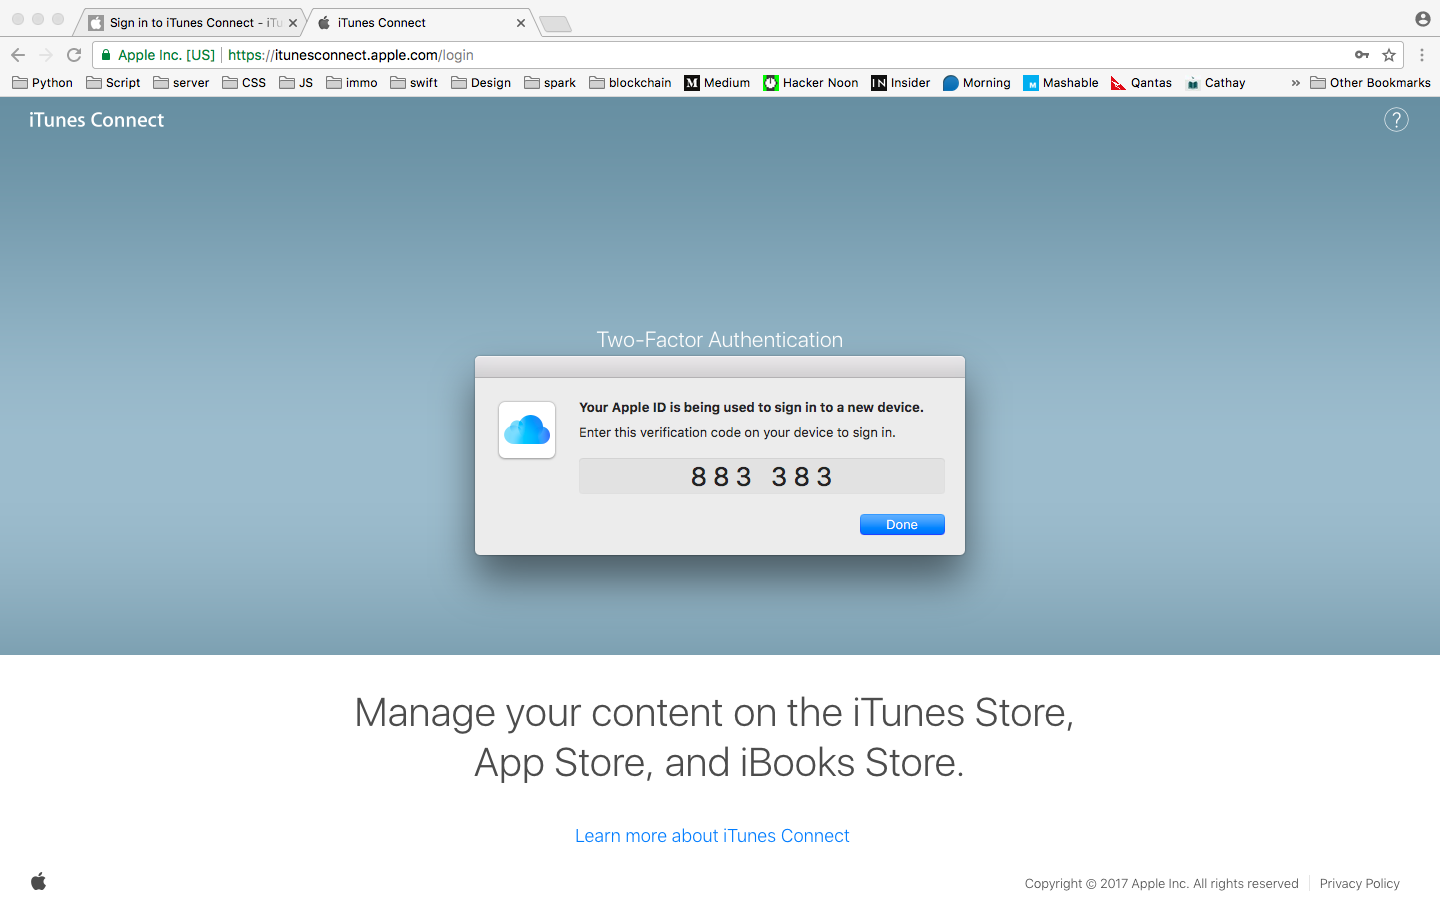 Sign in to iTunes Connect - iTu
iTunes Connect
Apple Inc. [US] https://itunesconnect.apple.com/login
Python Script server CSS JS immo swift Design spark blockchain Medium Hacker Noon Insider Morning Mashable Qantas Cathay » Other Bookmarks
iTunes Connect
?
Two-Factor Authentication
Your Apple ID is being used to sign in to a new device.
Enter this verification code on your device to sign in.
883 383
Done
Manage your content on the iTunes Store,
App Store, and iBooks Store.
Learn more about iTunes Connect
Copyright © 2017 Apple Inc. All rights reserved
Privacy Policy